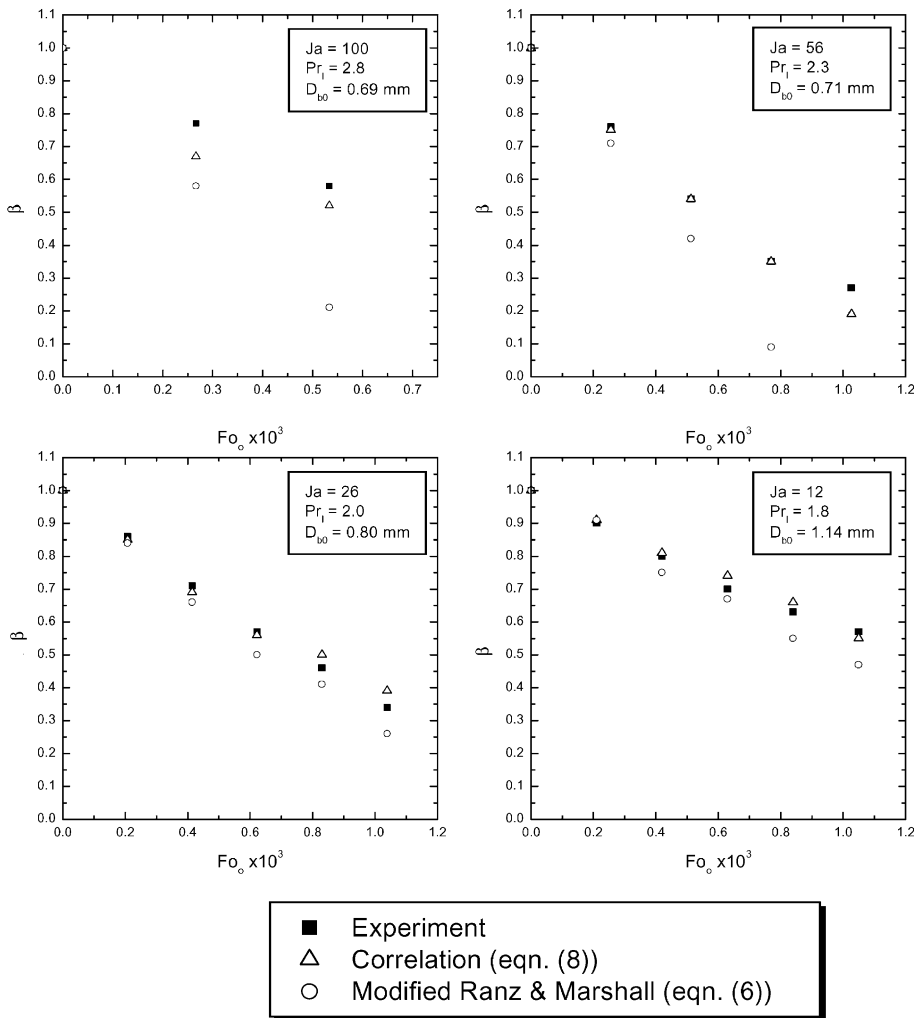 1.1
1.0
0.9
0.8
0.7
0.6
0.5
0.4
0.3
0.2
0.1
0.0
β
0.0 0.1 0.2 0.3 0.4 0.5 0.6 0.7
Fo_o x10^3
Ja = 100
Pr_l = 2.8
D_b0 = 0.69 mm
1.1
1.0
0.9
0.8
0.7
0.6
0.5
0.4
0.3
0.2
0.1
0.0
β
0.0 0.2 0.4 0.6 0.8 1.0 1.2
Fo_o x10^3
Ja = 56
Pr_l = 2.3
D_b0 = 0.71 mm
1.1
1.0
0.9
0.8
0.7
0.6
0.5
0.4
0.3
0.2
0.1
0.0
β
0.0 0.2 0.4 0.6 0.8 1.0 1.2
Fo_o x10^3
Ja = 26
Pr_l = 2.0
D_b0 = 0.80 mm
1.1
1.0
0.9
0.8
0.7
0.6
0.5
0.4
0.3
0.2
0.1
0.0
β
0.0 0.2 0.4 0.6 0.8 1.0 1.2
Fo_o x10^3
Ja = 12
Pr_l = 1.8
D_b0 = 1.14 mm
Experiment
Correlation (eqn. (8))
Modified Ranz & Marshall (eqn. (6))